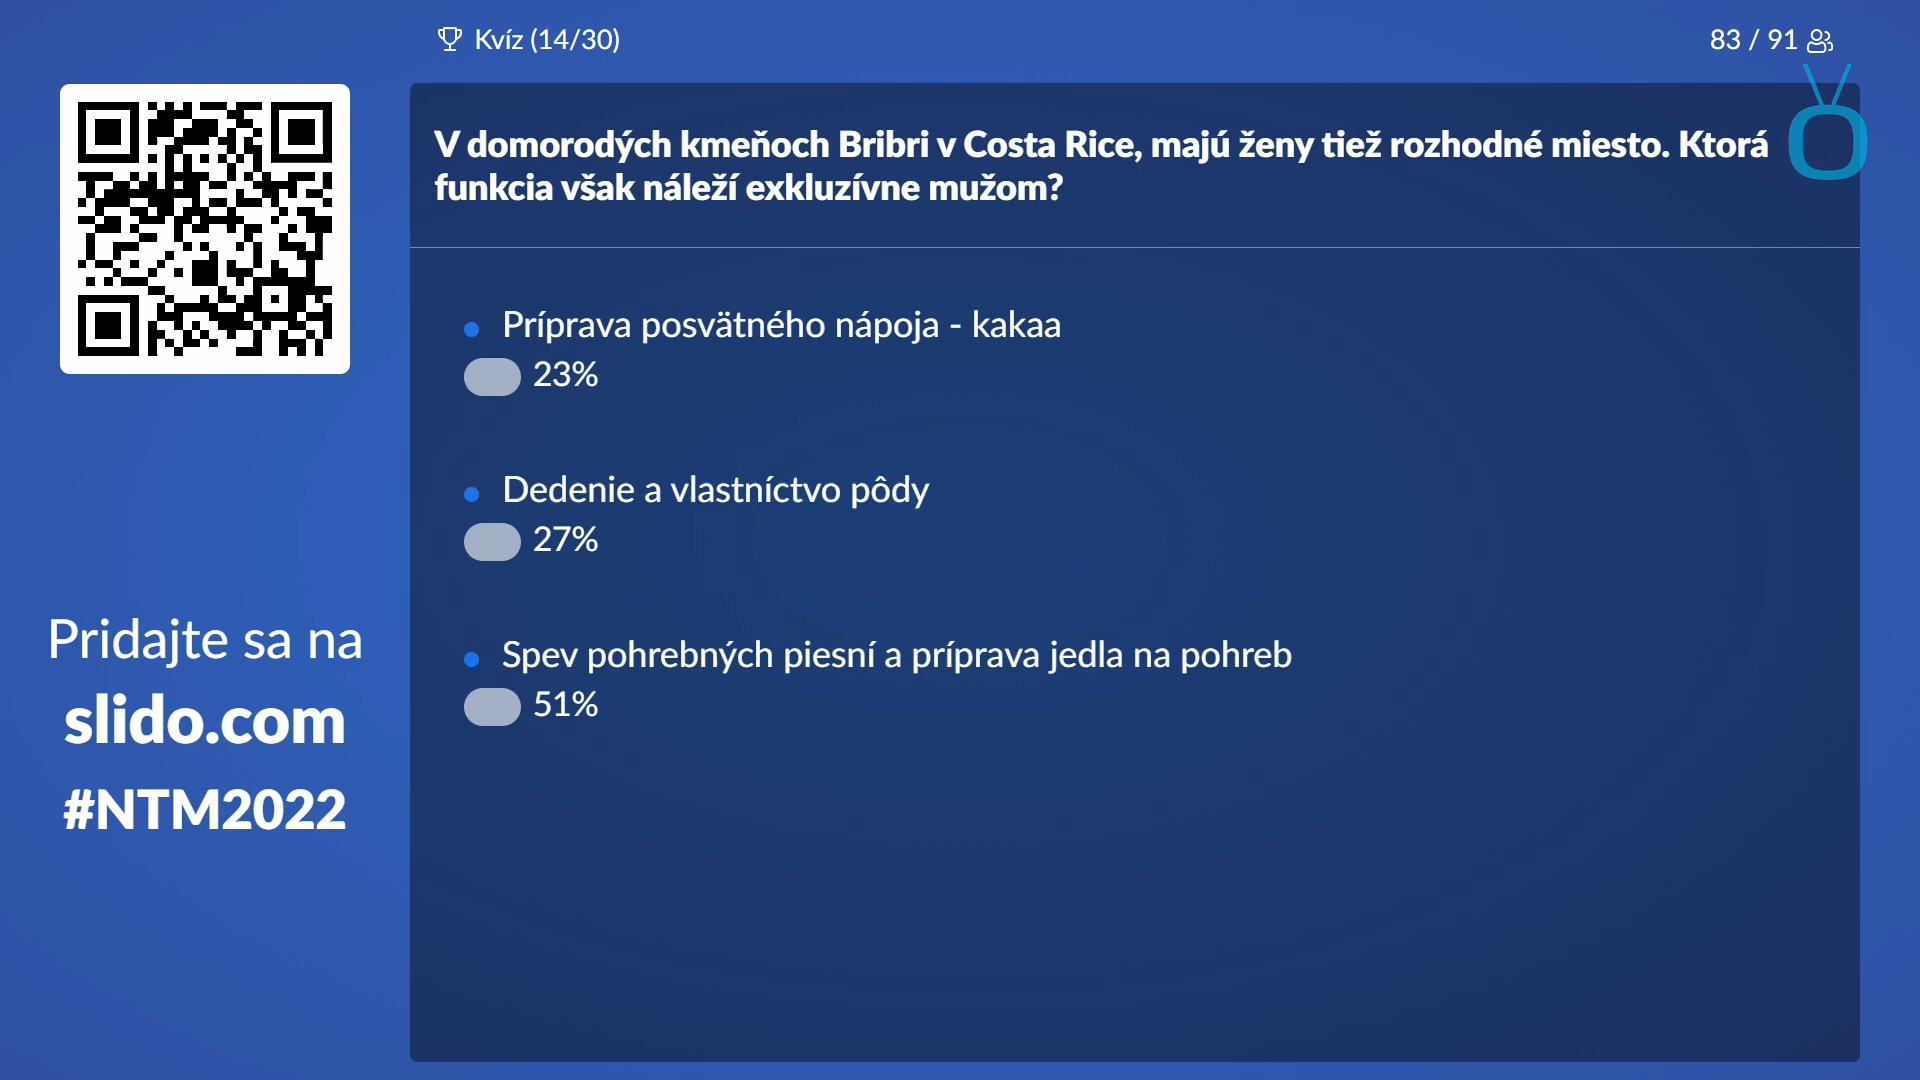 Kvíz (14/30)
83 / 91
V domorodých kmeňoch Bribri v Costa Rice, majú ženy tiež rozhodné miesto. Ktorá
funkcia však náleží exkluzívne mužom?
Príprava posvätného nápoja - kakaa
23%
Dedenie a vlastníctvo pôdy
27%
Spev pohrebných piesní a príprava jedla na pohreb
51%
Pridajte sa na
slido.com
#NTM2022